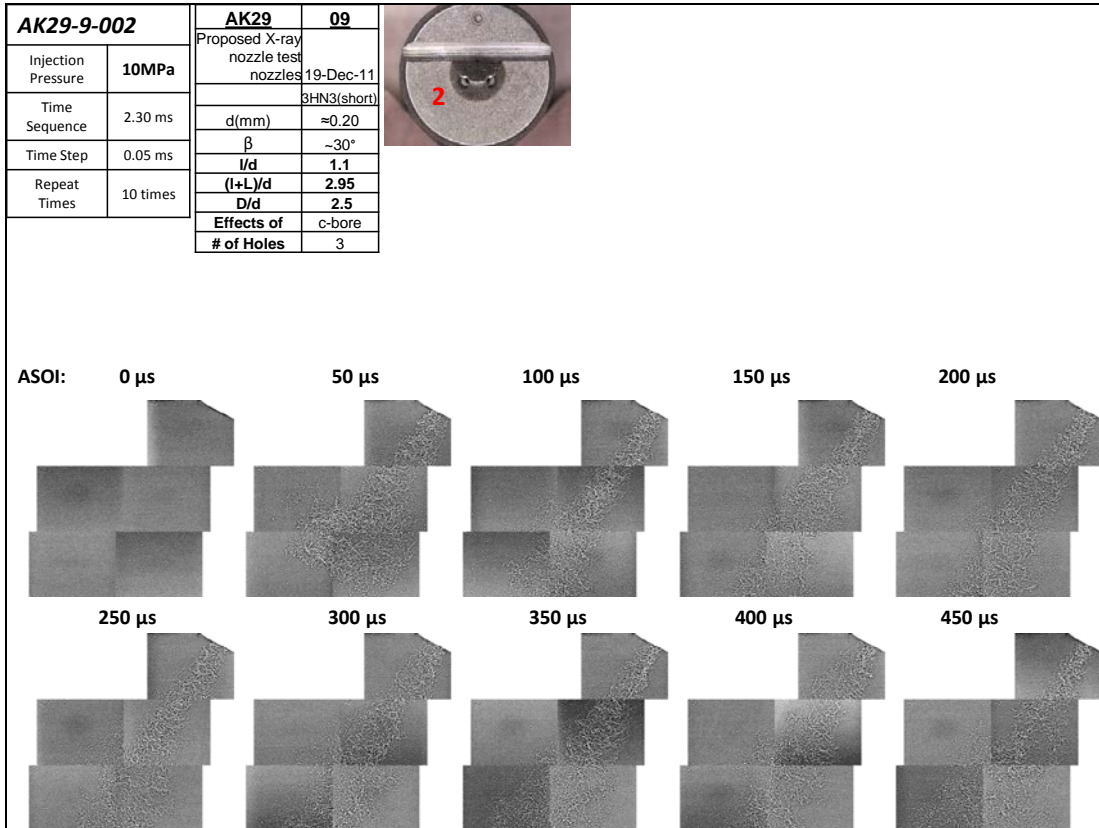 AK29-9-002
Injection Pressure 10MPa
Time Sequence 2.30 ms
Time Step 0.05 ms
Repeat Times 10 times
AK29 09
Proposed X-ray nozzle test nozzles 19-Dec-11
3HN3(short)
d(mm) ≈0.20
β ~30°
l/d 1.1
(l+L)/d 2.95
D/d 2.5
Effects of c-bore
# of Holes 3
2
ASOI: 0 µs 50 µs 100 µs 150 µs 200 µs
250 µs 300 µs 350 µs 400 µs 450 µs